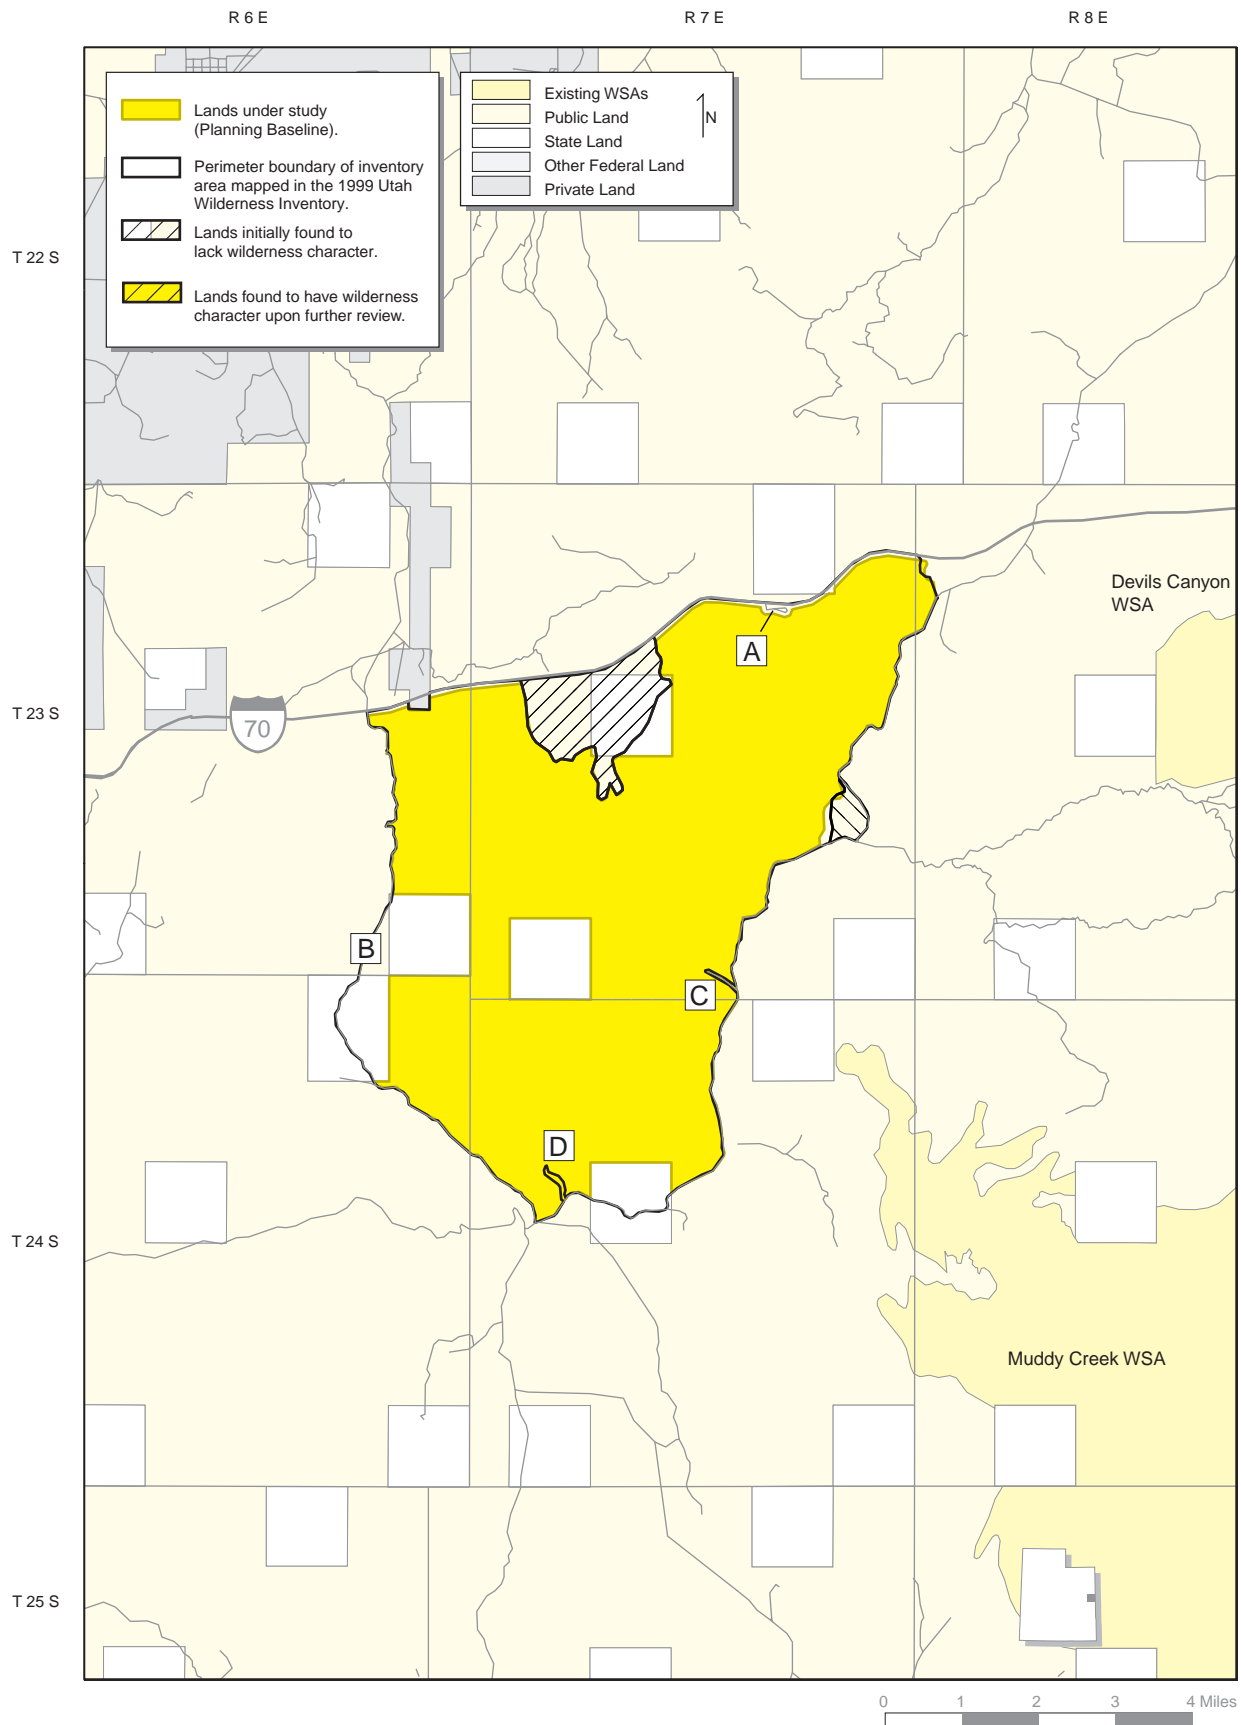 R 6 E
R 7 E
R 8 E
Lands under study
(Planning Baseline).
Perimeter boundary of inventory
area mapped in the 1999 Utah
Wilderness Inventory.
Lands initially found to
lack wilderness character.
Lands found to have wilderness
character upon further review.
Existing WSAs
Public Land
State Land
Other Federal Land
Private Land
N
T 22 S
Devils Canyon
WSA
A
T 23 S
70
B
C
D
T 24 S
Muddy Creek WSA
T 25 S
0 1 2 3 4 Miles